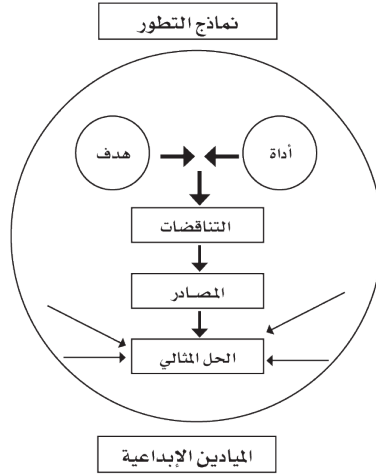 نماذج التطور
أداة
هدف
التناقضات
المصادر
الحل المثالي
الميادين الإبداعية